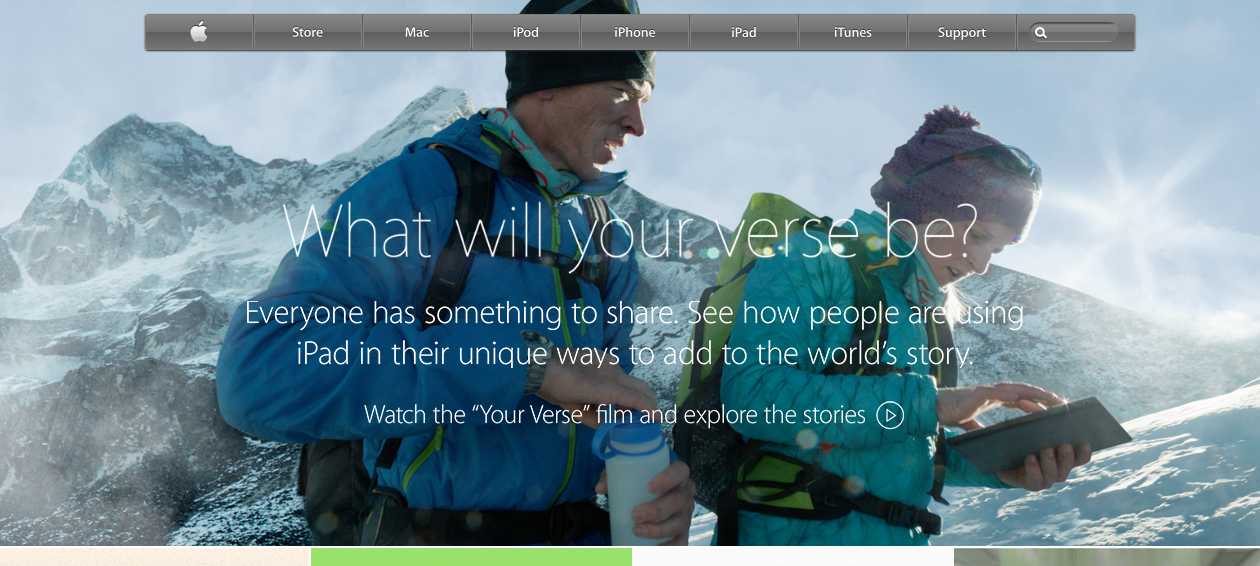 Store Mac iPod iPhone iPad iTunes Support
What will your verse be?
Everyone has something to share. See how people are using
iPad in their unique ways to add to the world's story.
Watch the “Your Verse” film and explore the stories